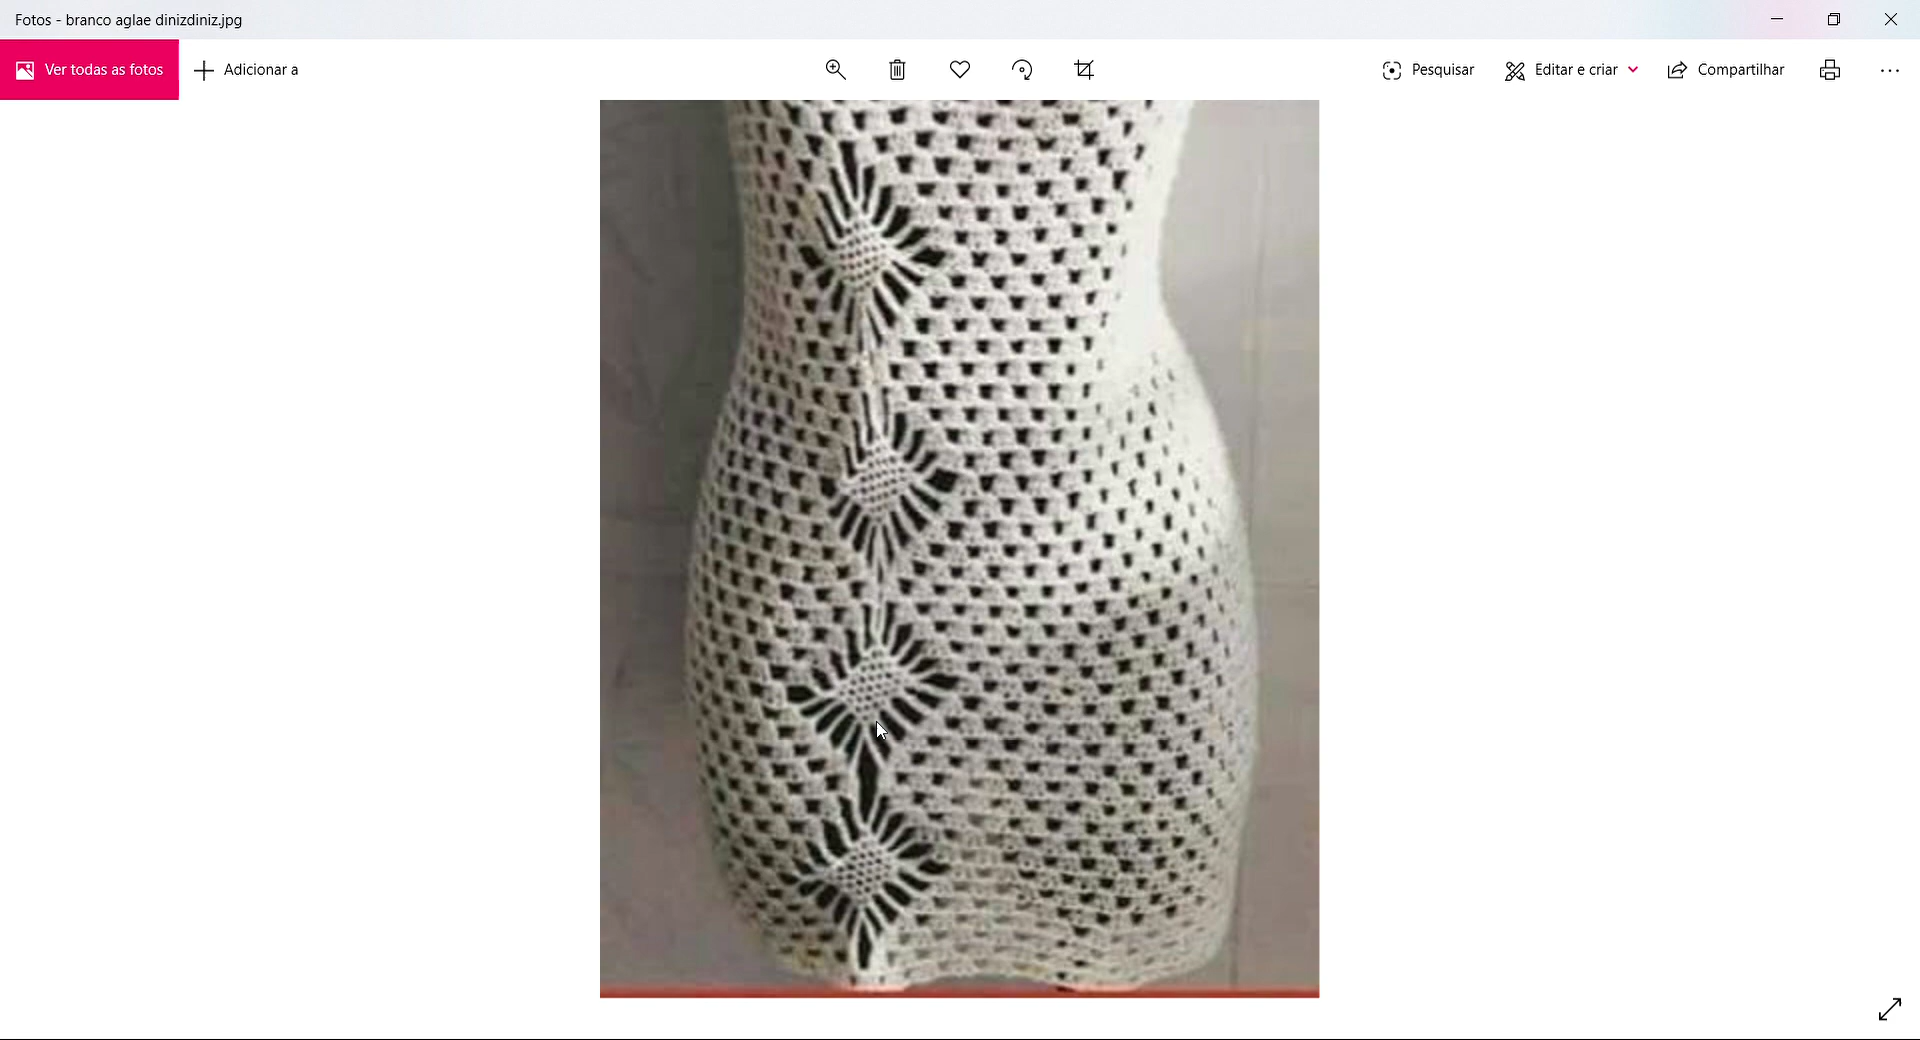 Fotos - branco aglae dinizdiniz.jpg
Ver todas as fotos
Adicionar a
Pesquisar
Editar e criar
Compartilhar